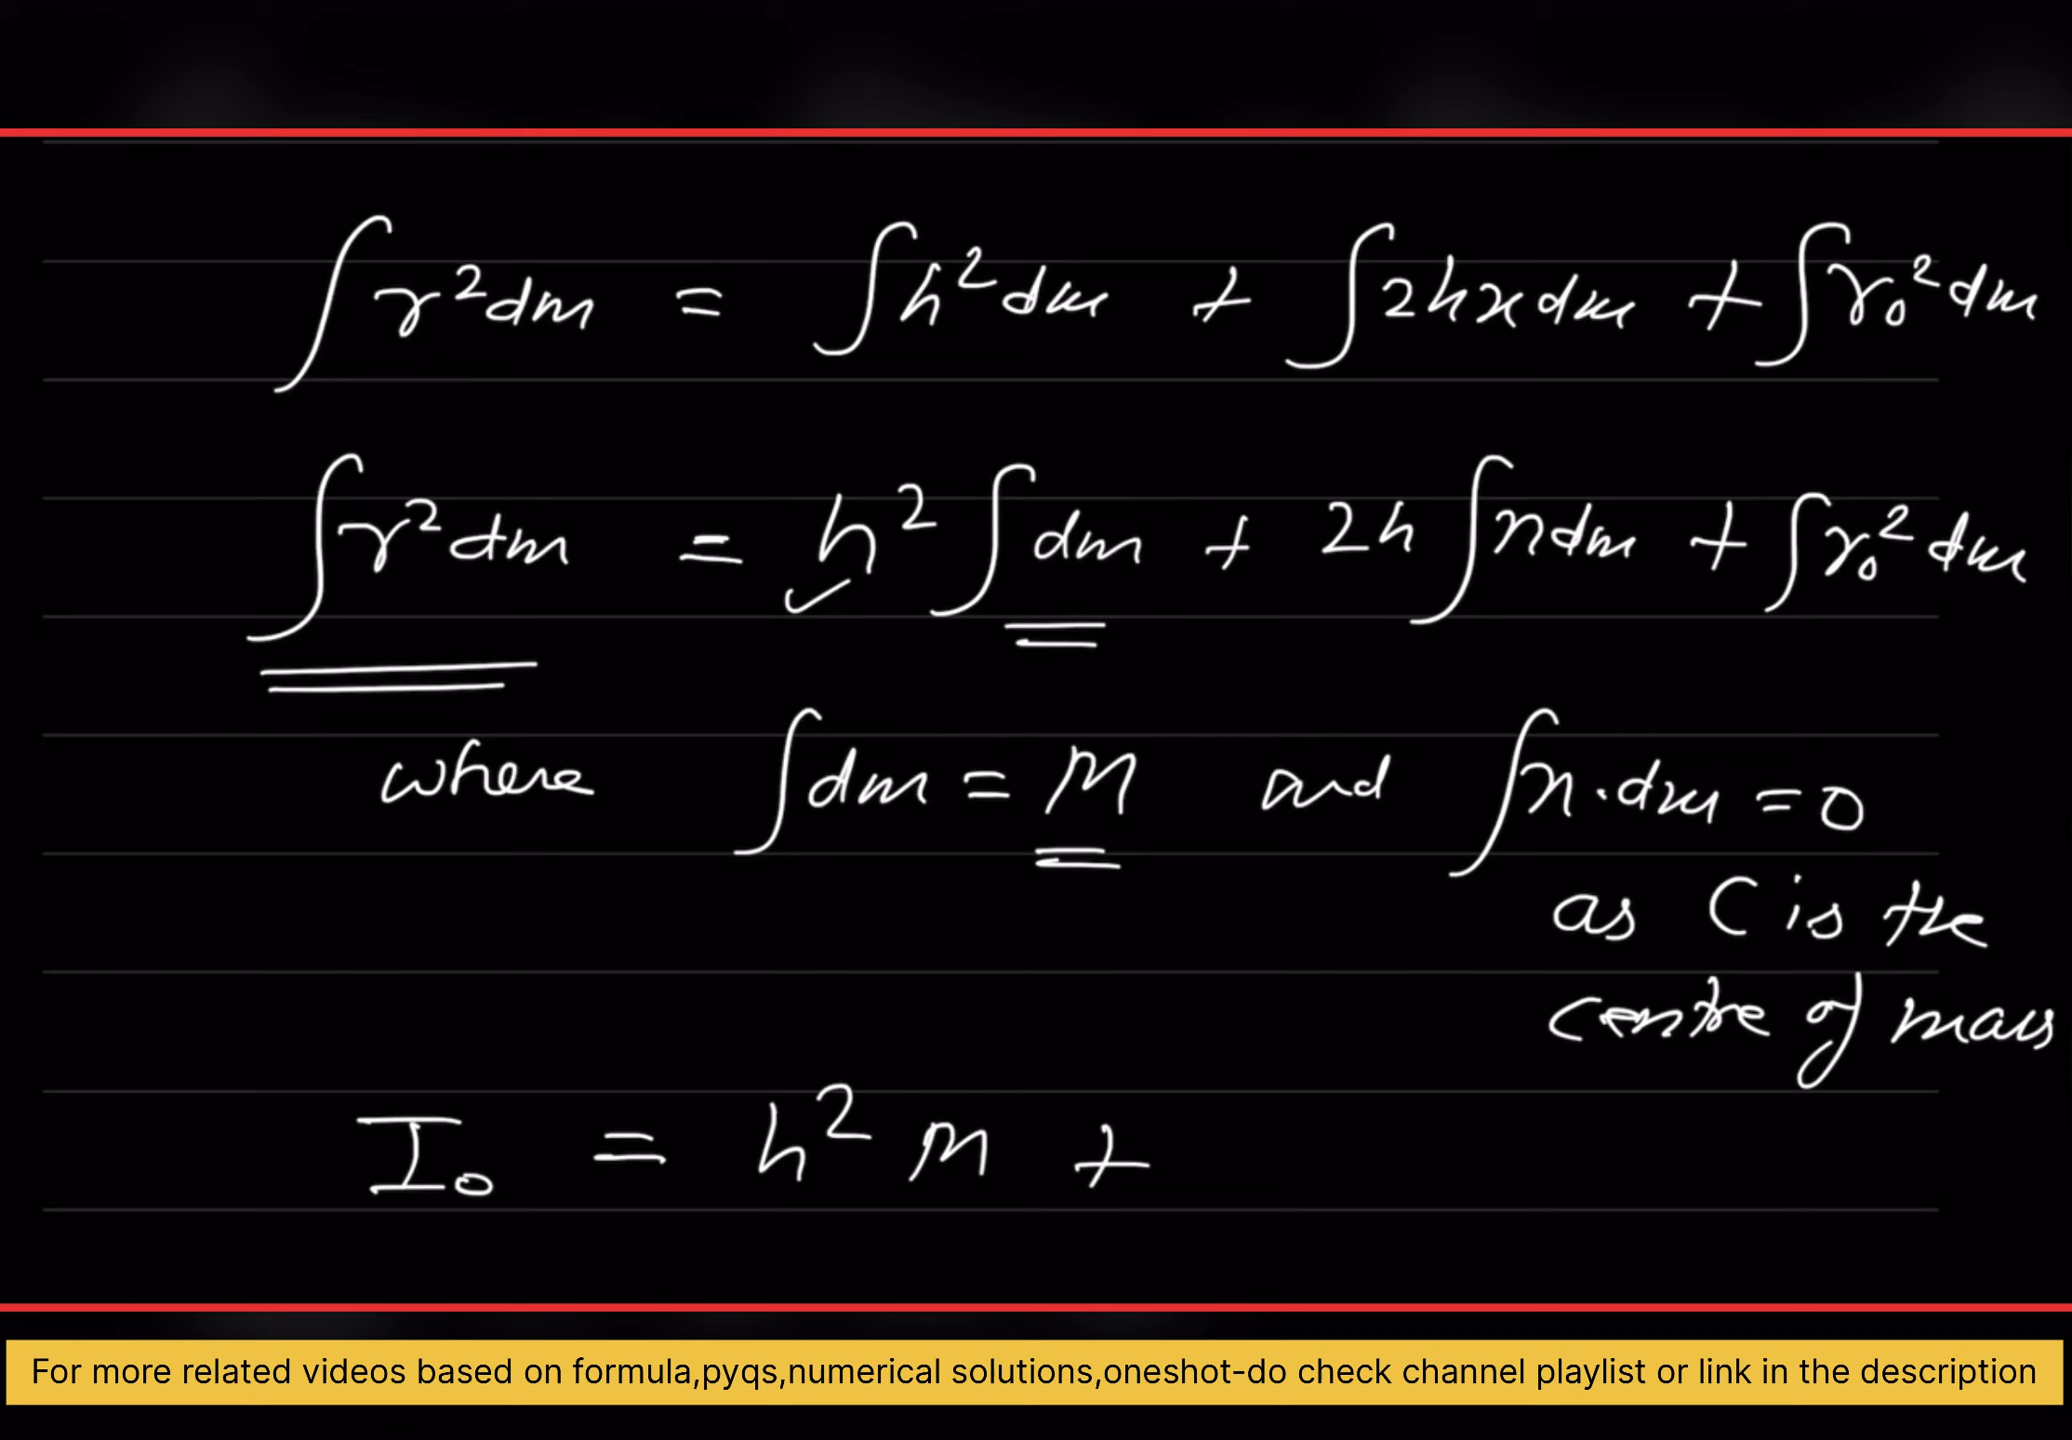 ∫r²dm = ∫h²dm + ∫2hxdm + ∫r₀²dm
∫r²dm = h²∫dm + 2h∫xdm + ∫r₀²dm
where ∫dm = M and ∫x.dm = 0
as C is the
centre of mass
I₀ = h²M +
For more related videos based on formula,pyqs,numerical solutions,oneshot-do check channel playlist or link in the description